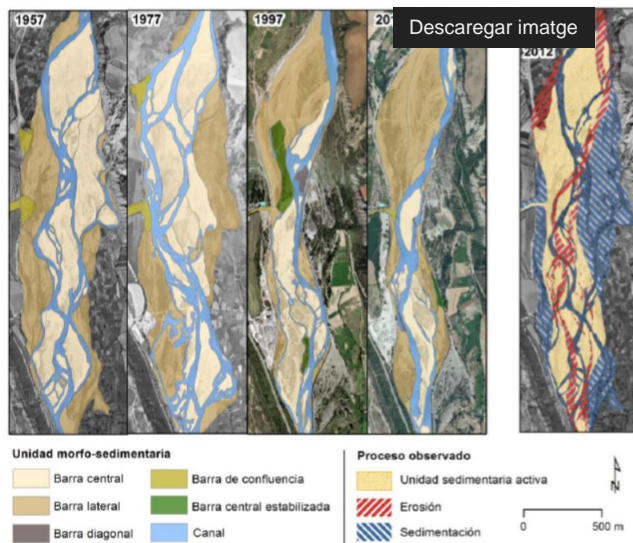 1957
1977
1997
Descaregar imatge
2012
Unidad morfo-sedimentaria
Barra central
Barra lateral
Barra diagonal
Barra de confluencia
Barra central estabilizada
Canal
Proceso observado
Unidad sedimentaria activa
Erosión
Sedimentación
N
0
500 m